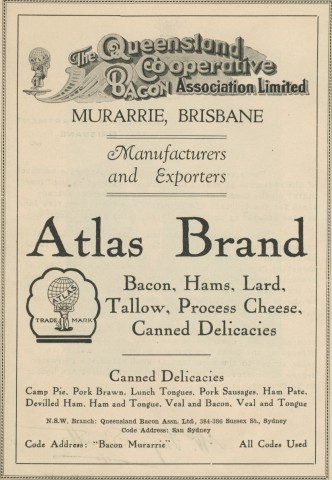 The Queensland
Cooperative
BACON Association Limited
MURARRIE, BRISBANE
Manufacturers
and Exporters
Atlas Brand
ATLAS
TRADE MARK
Bacon, Hams, Lard,
Tallow, Process Cheese,
Canned Delicacies
Canned Delicacies
Camp Pie, Pork Brawn, Lunch Tongues, Pork Sausages, Ham Pate,
Devilled Ham, Ham and Tongue, Veal and Bacon, Veal and Tongue
N.S.W. Branch: Queensland Bacon Assn. Ltd., 384-386 Sussex St., Sydney
Code Address: San Sydney
Code Address: "Bacon Murarrie" All Codes Used